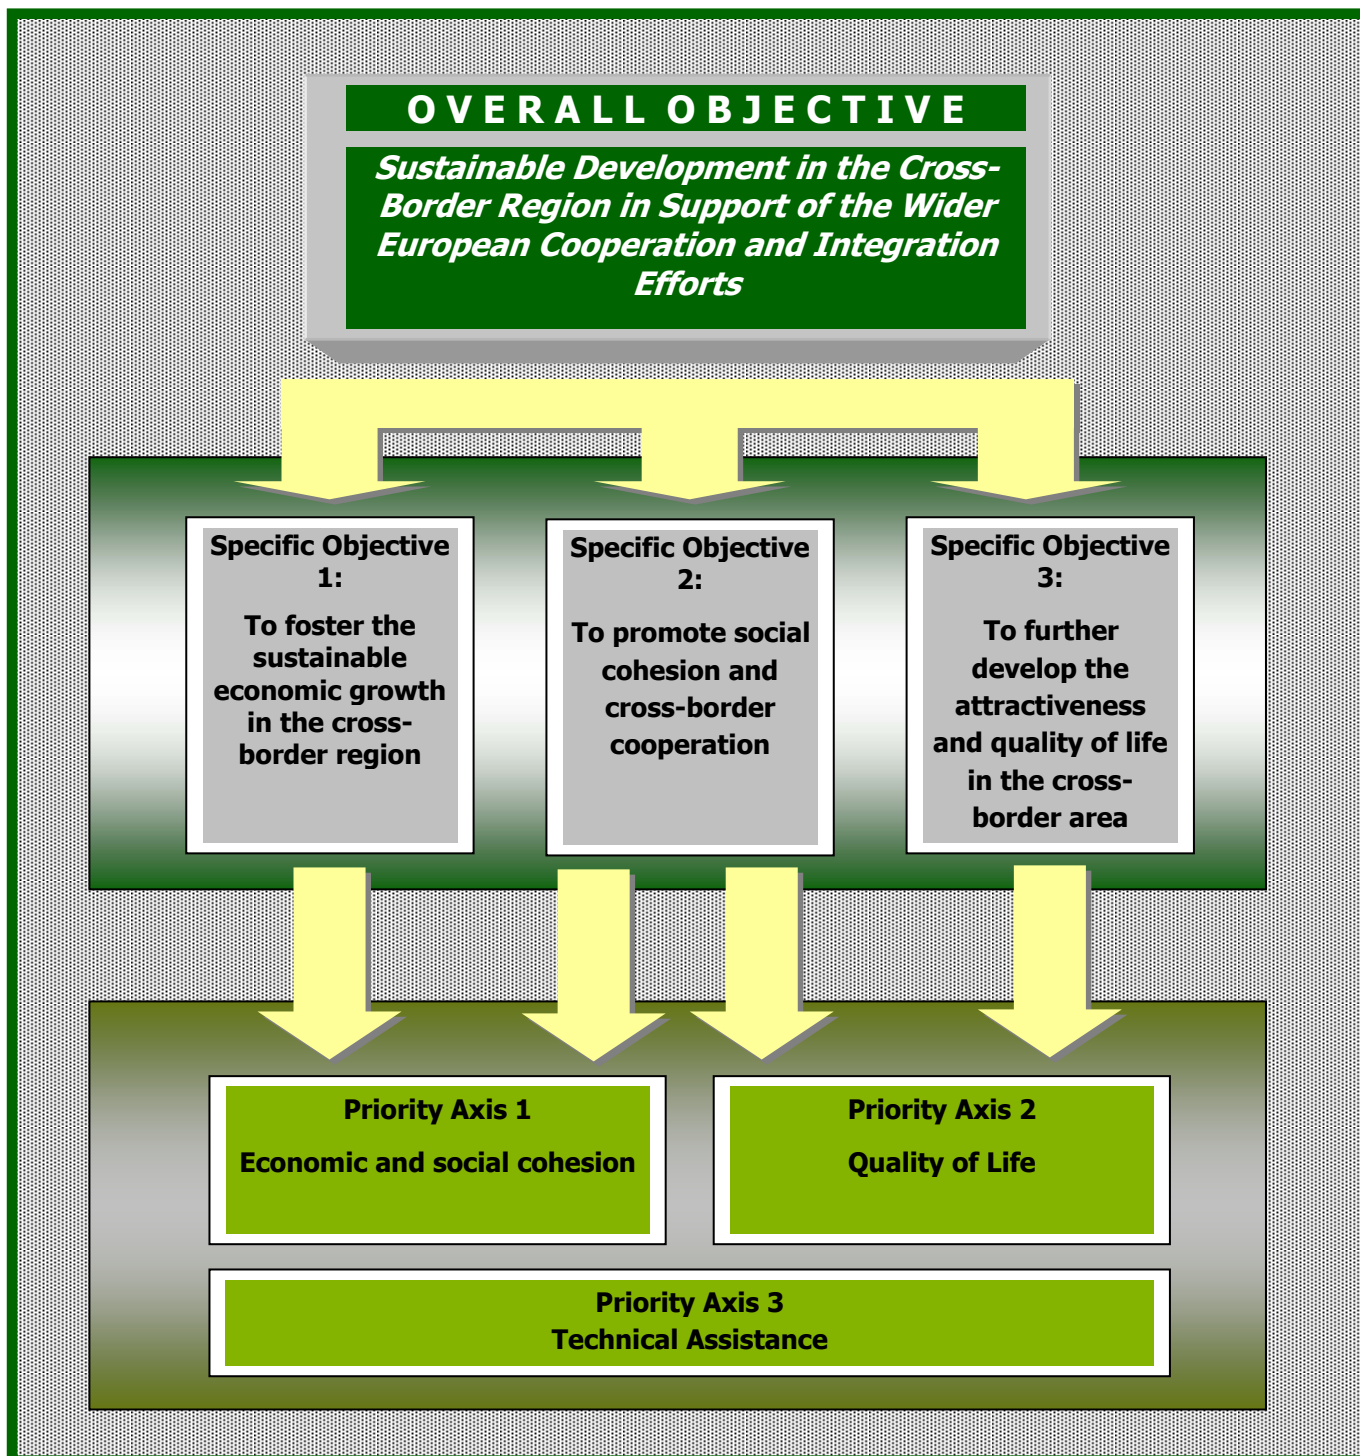 OVERALL OBJECTIVE
Sustainable Development in the Cross-
Border Region in Support of the Wider
European Cooperation and Integration
Efforts
Specific Objective
1:
To foster the
sustainable
economic growth
in the cross-
border region
Specific Objective
2:
To promote social
cohesion and
cross-border
cooperation
Specific Objective
3:
To further
develop the
attractiveness
and quality of life
in the cross-
border area
Priority Axis 1
Economic and social cohesion
Priority Axis 2
Quality of Life
Priority Axis 3
Technical Assistance